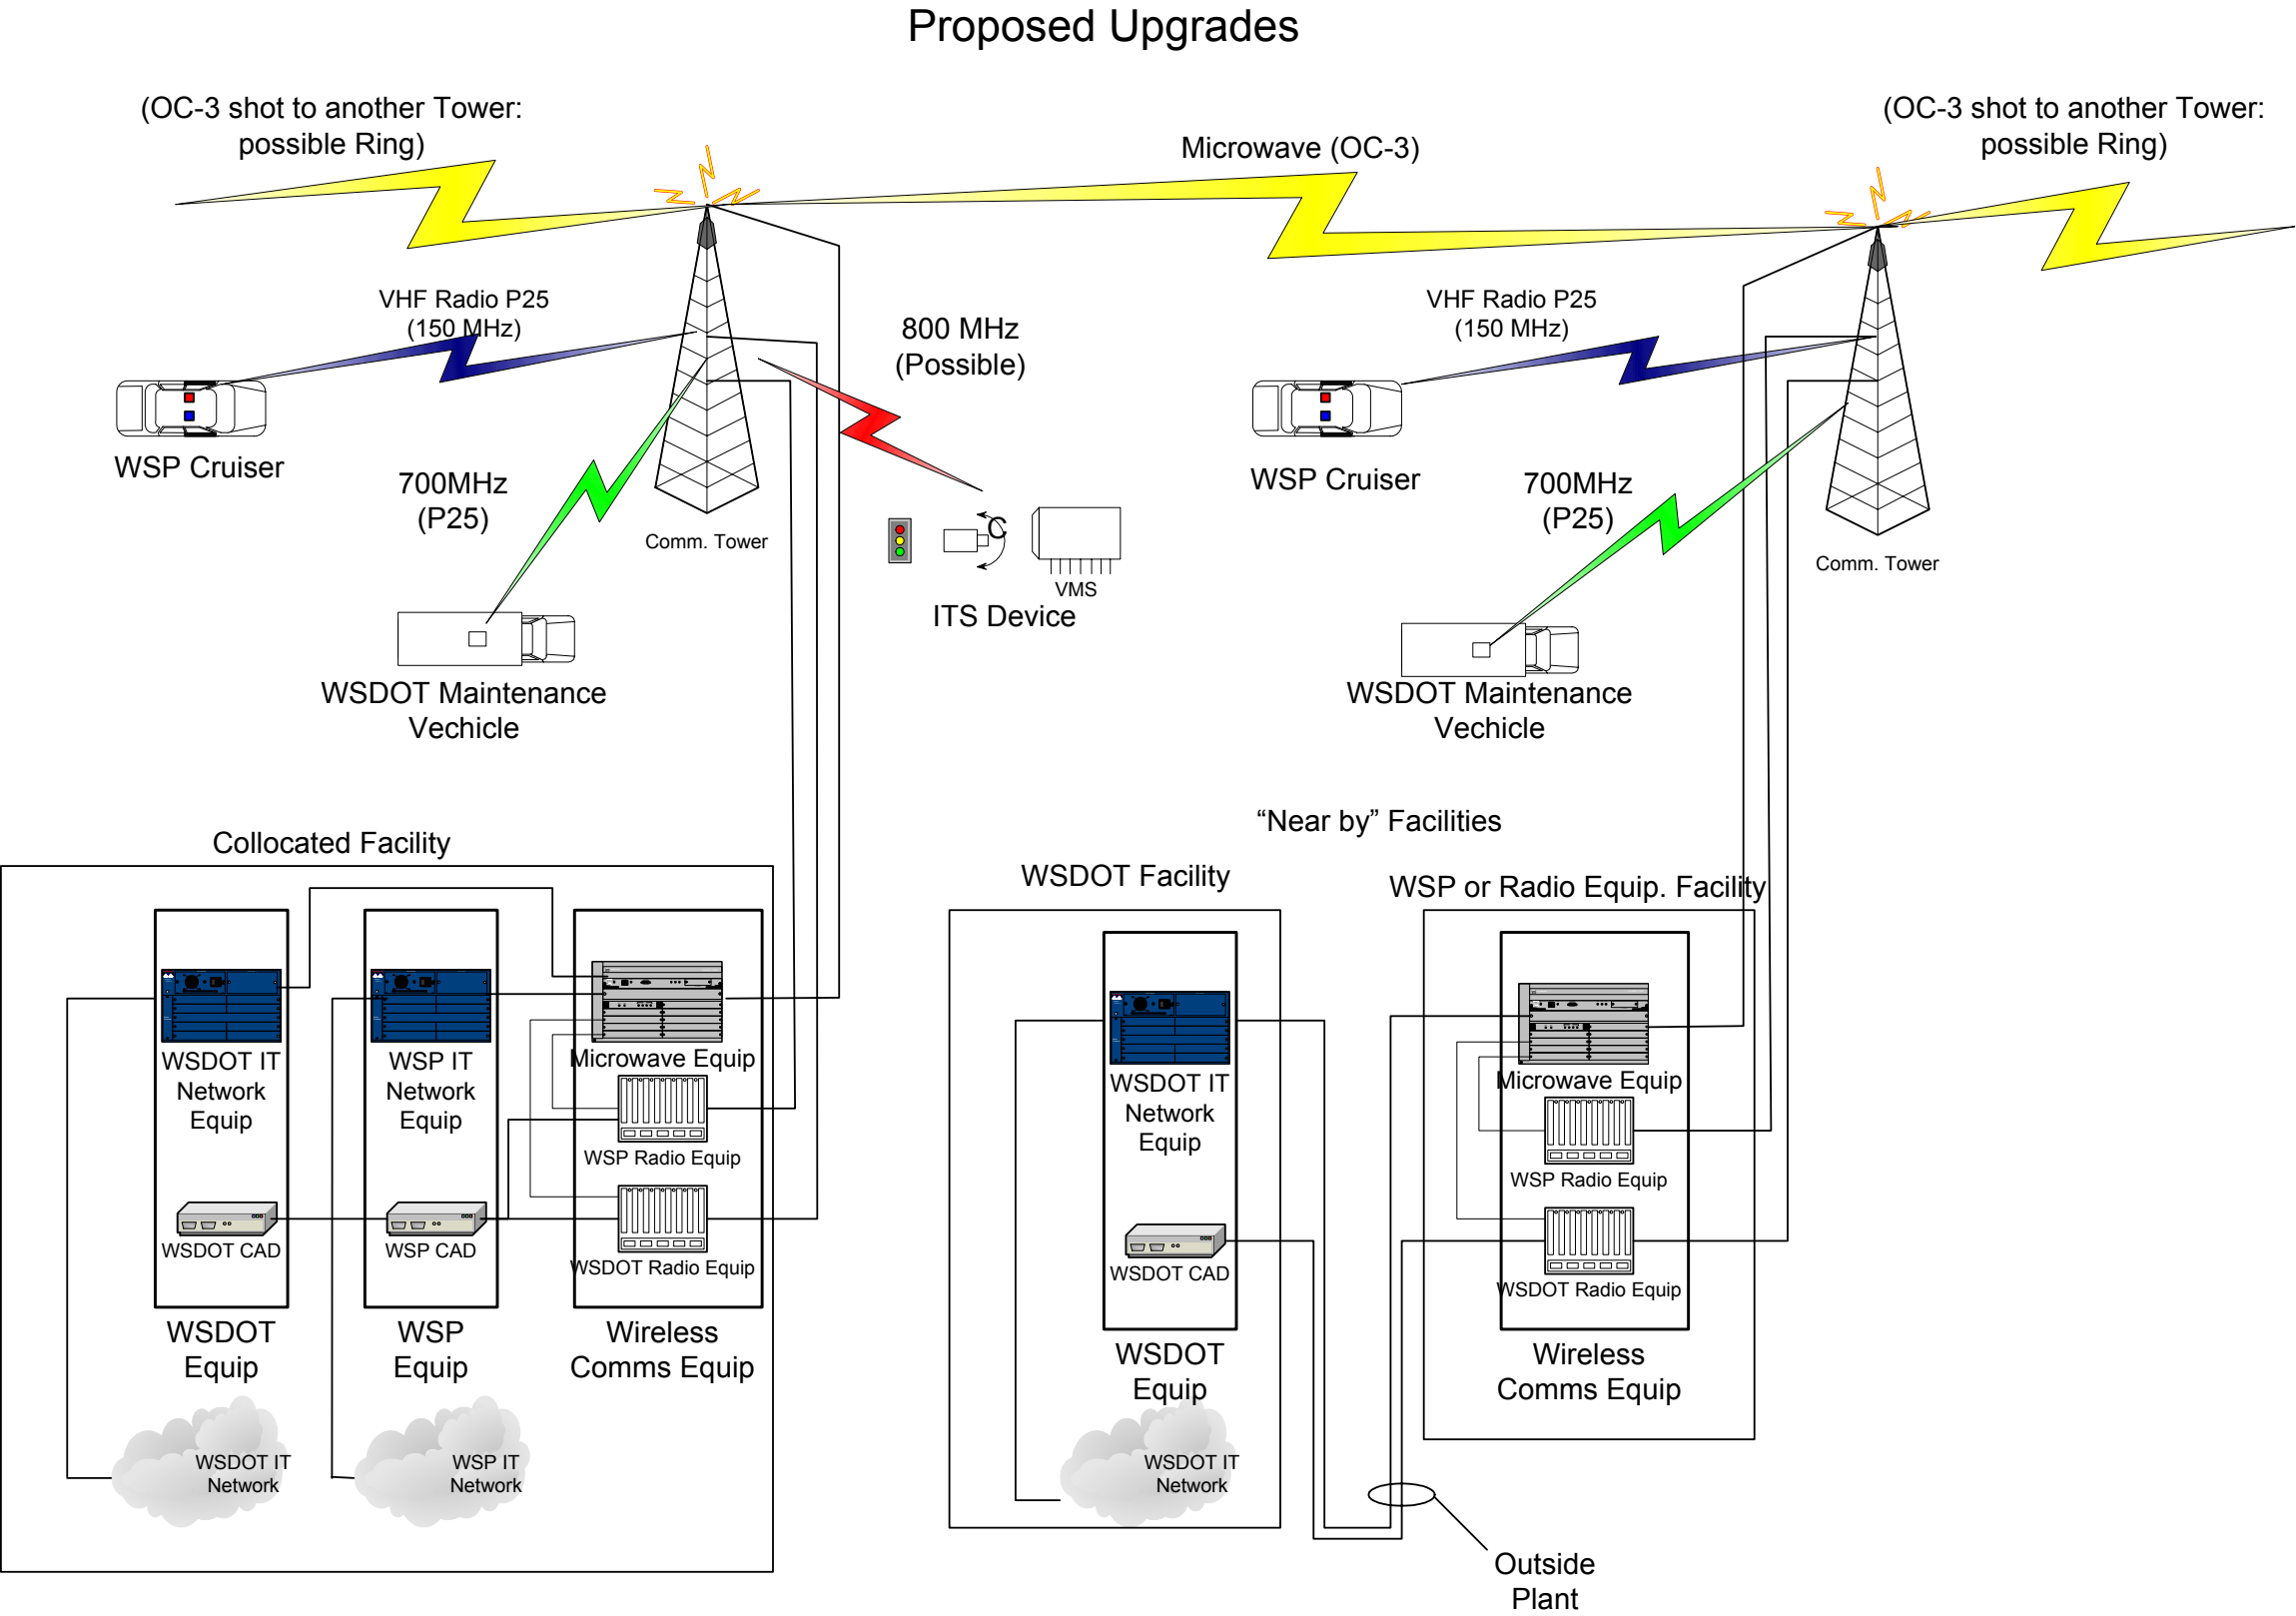 Proposed Upgrades
(OC-3 shot to another Tower:
possible Ring)
Microwave (OC-3)
(OC-3 shot to another Tower:
possible Ring)
VHF Radio P25
(150 MHz)
800 MHz
(Possible)
VHF Radio P25
(150 MHz)
WSP Cruiser
700MHz
(P25)
Comm. Tower
C
VMS
ITS Device
WSP Cruiser
700MHz
(P25)
Comm. Tower
WSDOT Maintenance
Vechicle
WSDOT Maintenance
Vechicle
Collocated Facility
“Near by” Facilities
WSDOT Facility
WSP or Radio Equip. Facility
WSDOT IT
Network
Equip
WSP IT
Network
Equip
Microwave Equip
WSP Radio Equip
WSDOT CAD
WSP CAD
WSDOT Radio Equip
WSDOT
Equip
WSP
Equip
Wireless
Comms Equip
WSDOT IT
Network
WSP IT
Network
WSDOT IT
Network
Equip
WSDOT CAD
WSDOT
Equip
WSDOT IT
Network
Microwave Equip
WSP Radio Equip
WSDOT Radio Equip
Wireless
Comms Equip
Outside
Plant